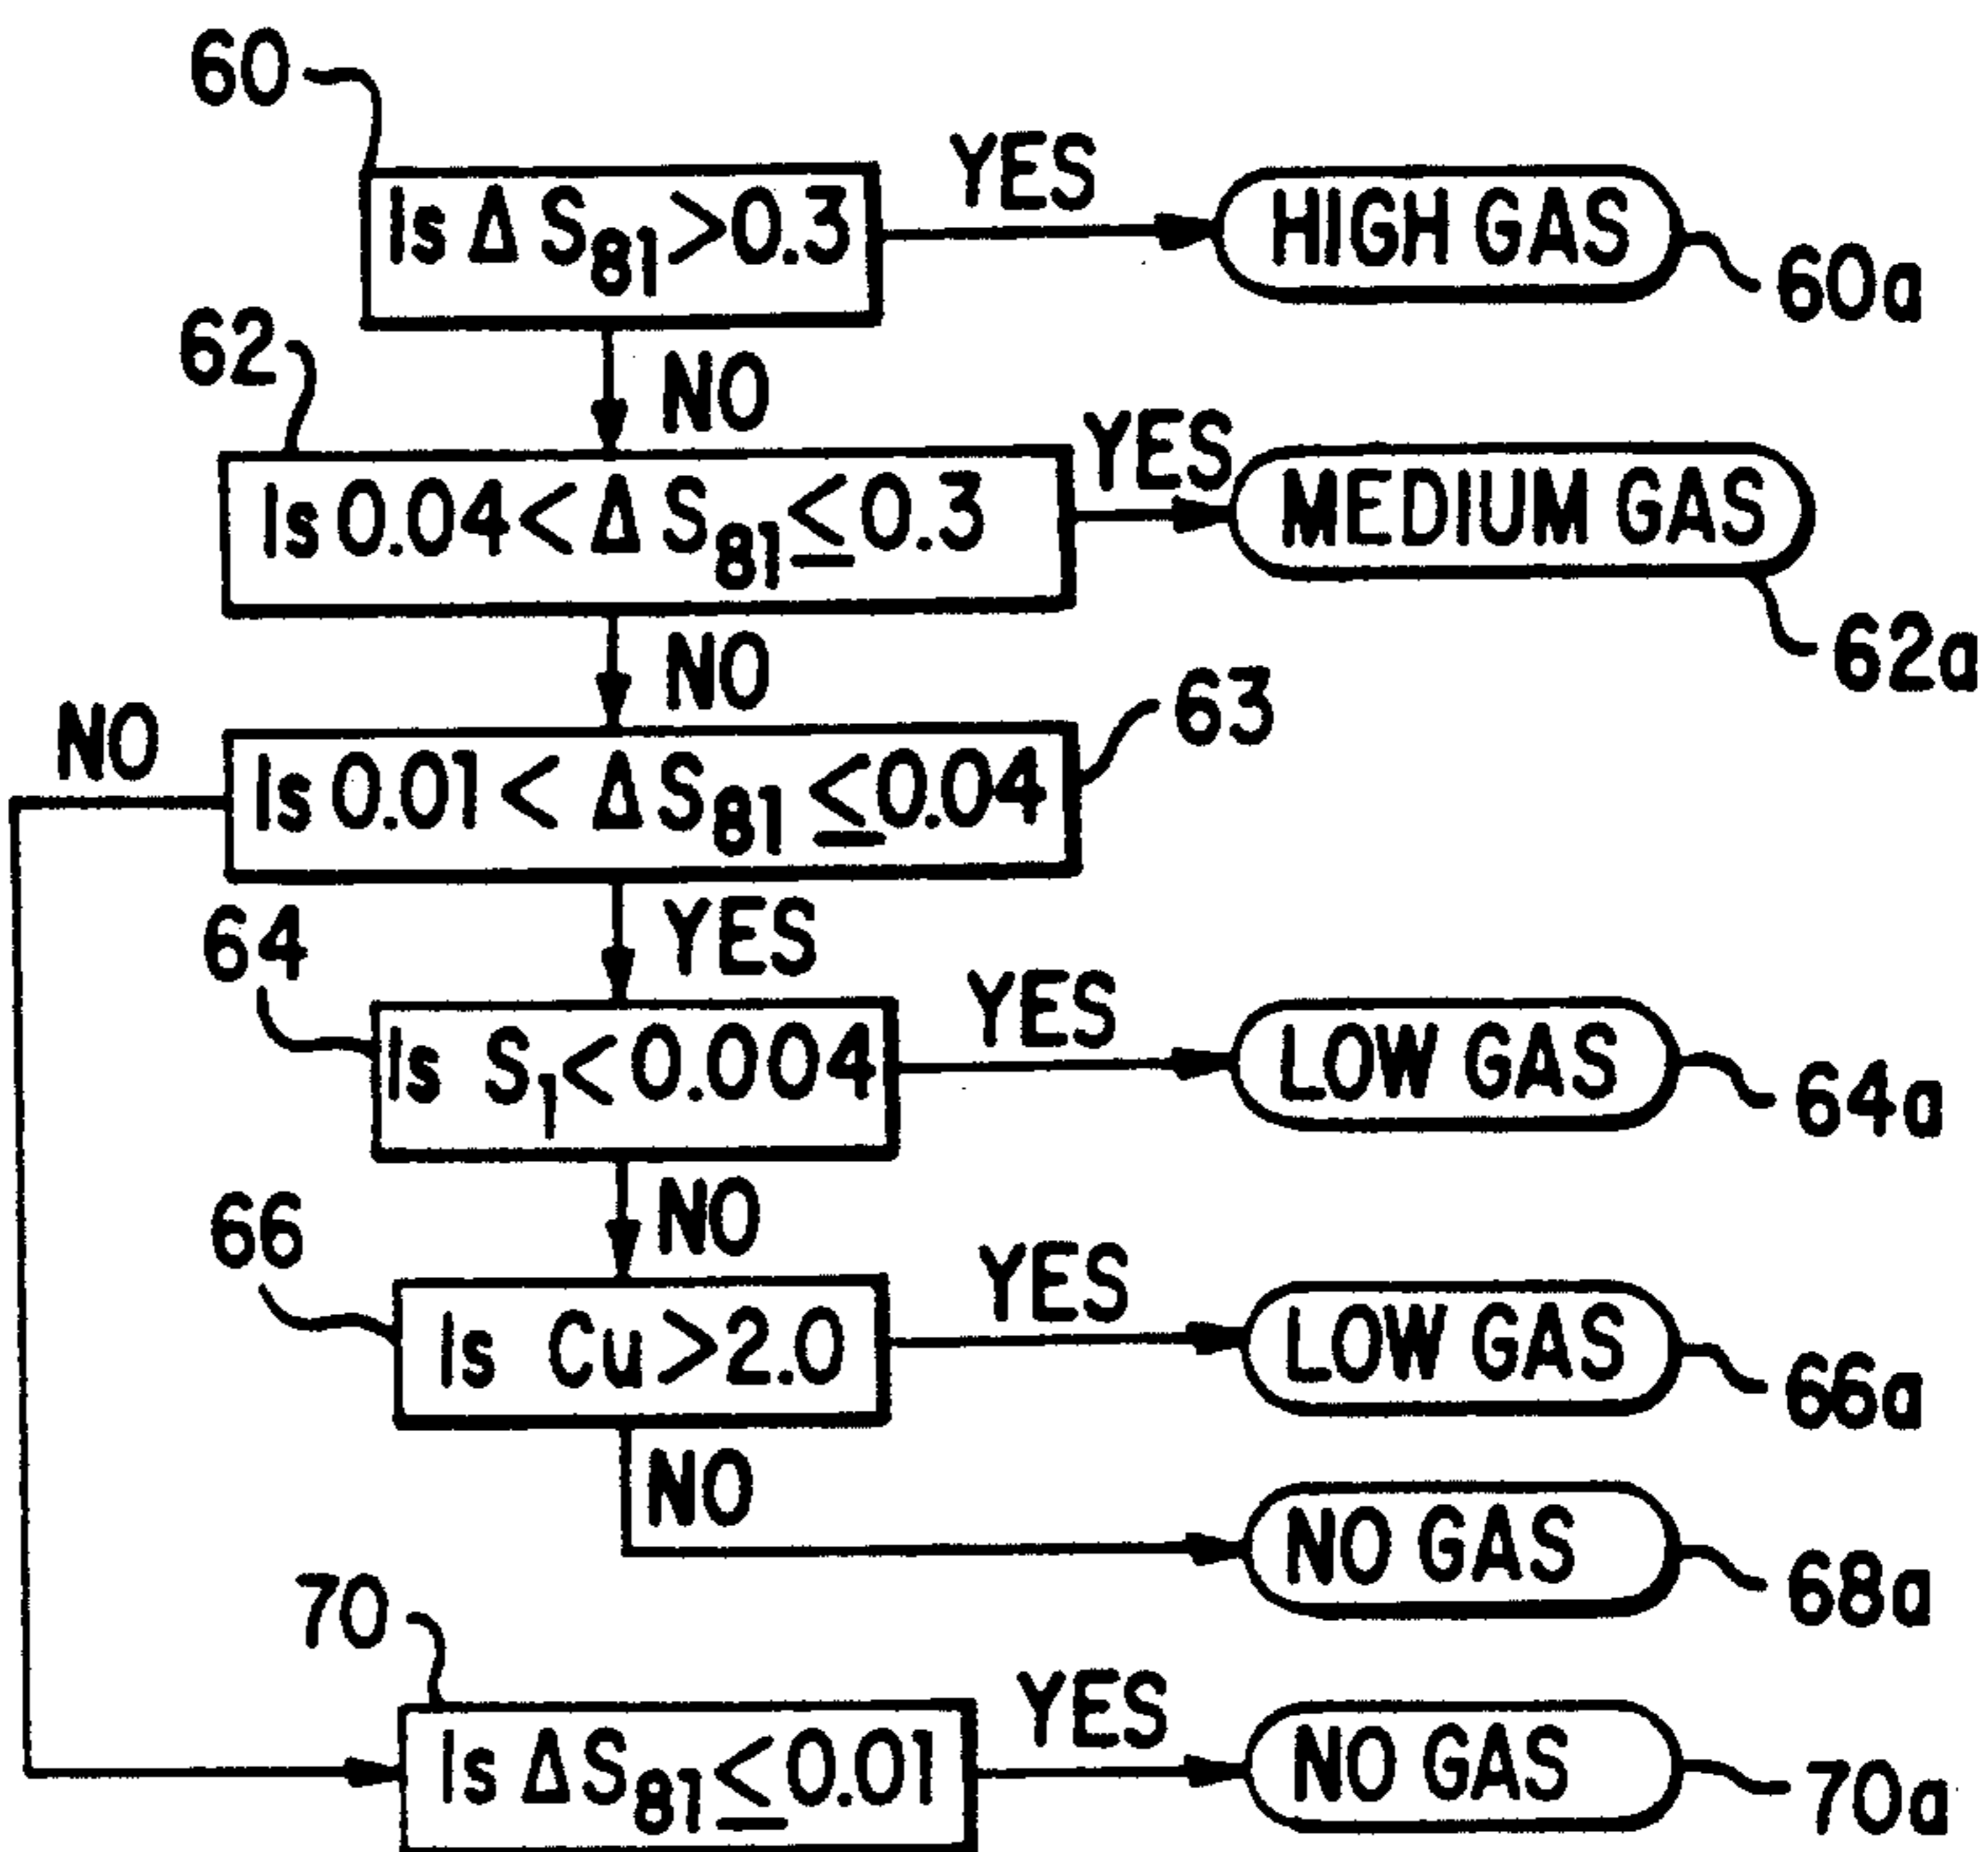 60
YES
Is Δ S81 > 0.3
HIGH GAS
60a
62
NO
YES
Is 0.04 < Δ S81 ≤ 0.3
MEDIUM GAS
62a
NO
63
NO
Is 0.01 < Δ S81 ≤ 0.04
64
YES
YES
Is S1 < 0.004
LOW GAS
64a
66
NO
YES
Is Cu > 2.0
LOW GAS
66a
NO
NO GAS
68a
70
YES
Is ΔS81 ≤ 0.01
NO GAS
70a